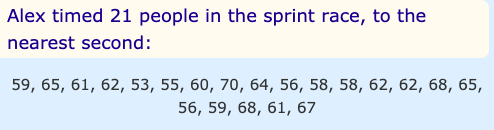 Alex timed 21 people in the sprint race, to the
nearest second:
59, 65, 61, 62, 53, 55, 60, 70, 64, 56, 58, 58, 62, 62, 68, 65,
56, 59, 68, 61, 67